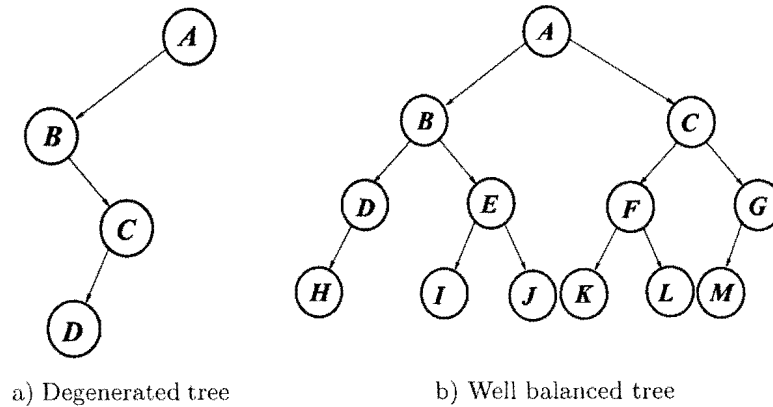 A
A
B
B
C
C
D
E
F
G
D
H
I
J
K
L
M
a) Degenerated tree
b) Well balanced tree